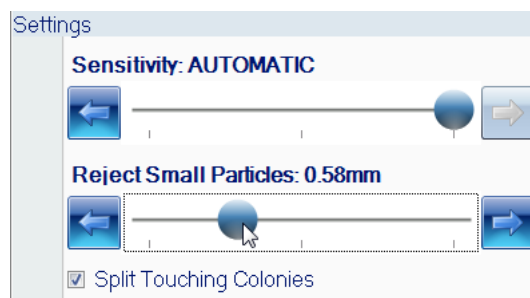 Settings
Sensitivity: AUTOMATIC
Reject Small Particles: 0.58mm
Split Touching Colonies